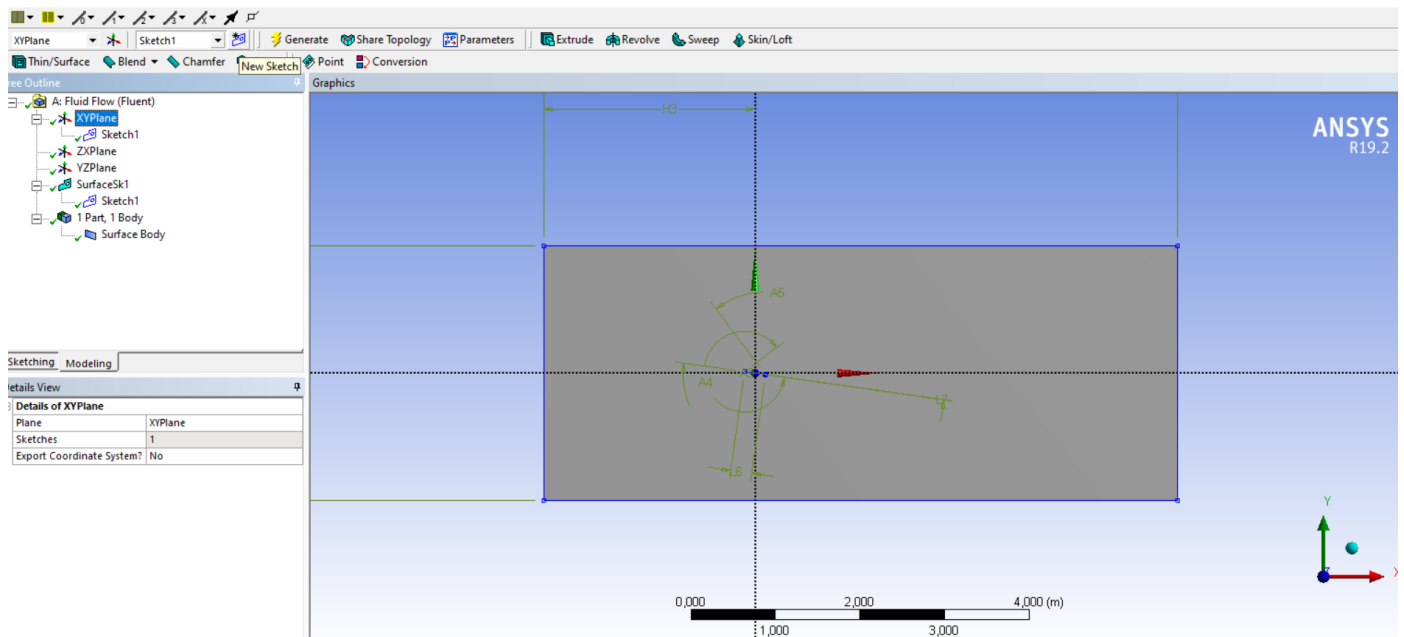 XYPlane Sketch1 Generate Share Topology Parameters Extrude Revolve Sweep Skin/Loft
Thin/Surface Blend Chamfer New Sketch Point Conversion
ree Outline
Graphics
A: Fluid Flow (Fluent)
XYPlane
Sketch1
ZXPlane
YZPlane
SurfaceSk1
Sketch1
1 Part, 1 Body
Surface Body
Sketching Modeling
etails View
Details of XYPlane
Plane XYPlane
Sketches 1
Export Coordinate System? No
H3
ANSYS
R19.2
A5
A4
L7
L6
Y
X
0,000 2,000 4,000 (m)
1,000 3,000